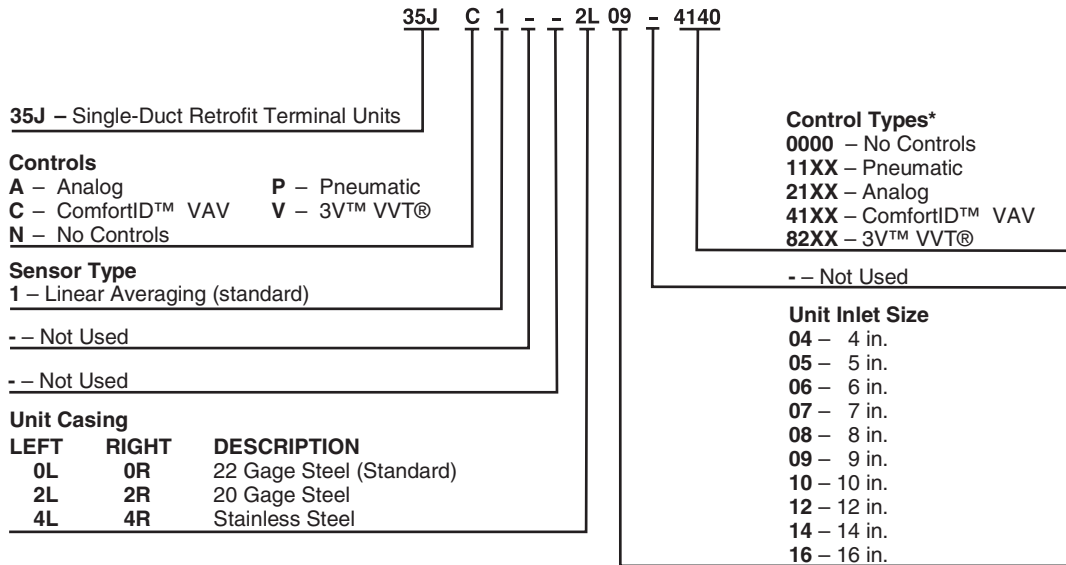 35J C 1 - - 2L 09 - 4140
35J – Single-Duct Retrofit Terminal Units
Controls
A – Analog P – Pneumatic
C – ComfortID™ VAV V – 3V™ VVT®
N – No Controls
Sensor Type
1 – Linear Averaging (standard)
- – Not Used
- – Not Used
Unit Casing
LEFT RIGHT DESCRIPTION
0L 0R 22 Gage Steel (Standard)
2L 2R 20 Gage Steel
4L 4R Stainless Steel
Control Types*
0000 – No Controls
11XX – Pneumatic
21XX – Analog
41XX – ComfortID™ VAV
82XX – 3V™ VVT®
- – Not Used
Unit Inlet Size
04 – 4 in.
05 – 5 in.
06 – 6 in.
07 – 7 in.
08 – 8 in.
09 – 9 in.
10 – 10 in.
12 – 12 in.
14 – 14 in.
16 – 16 in.